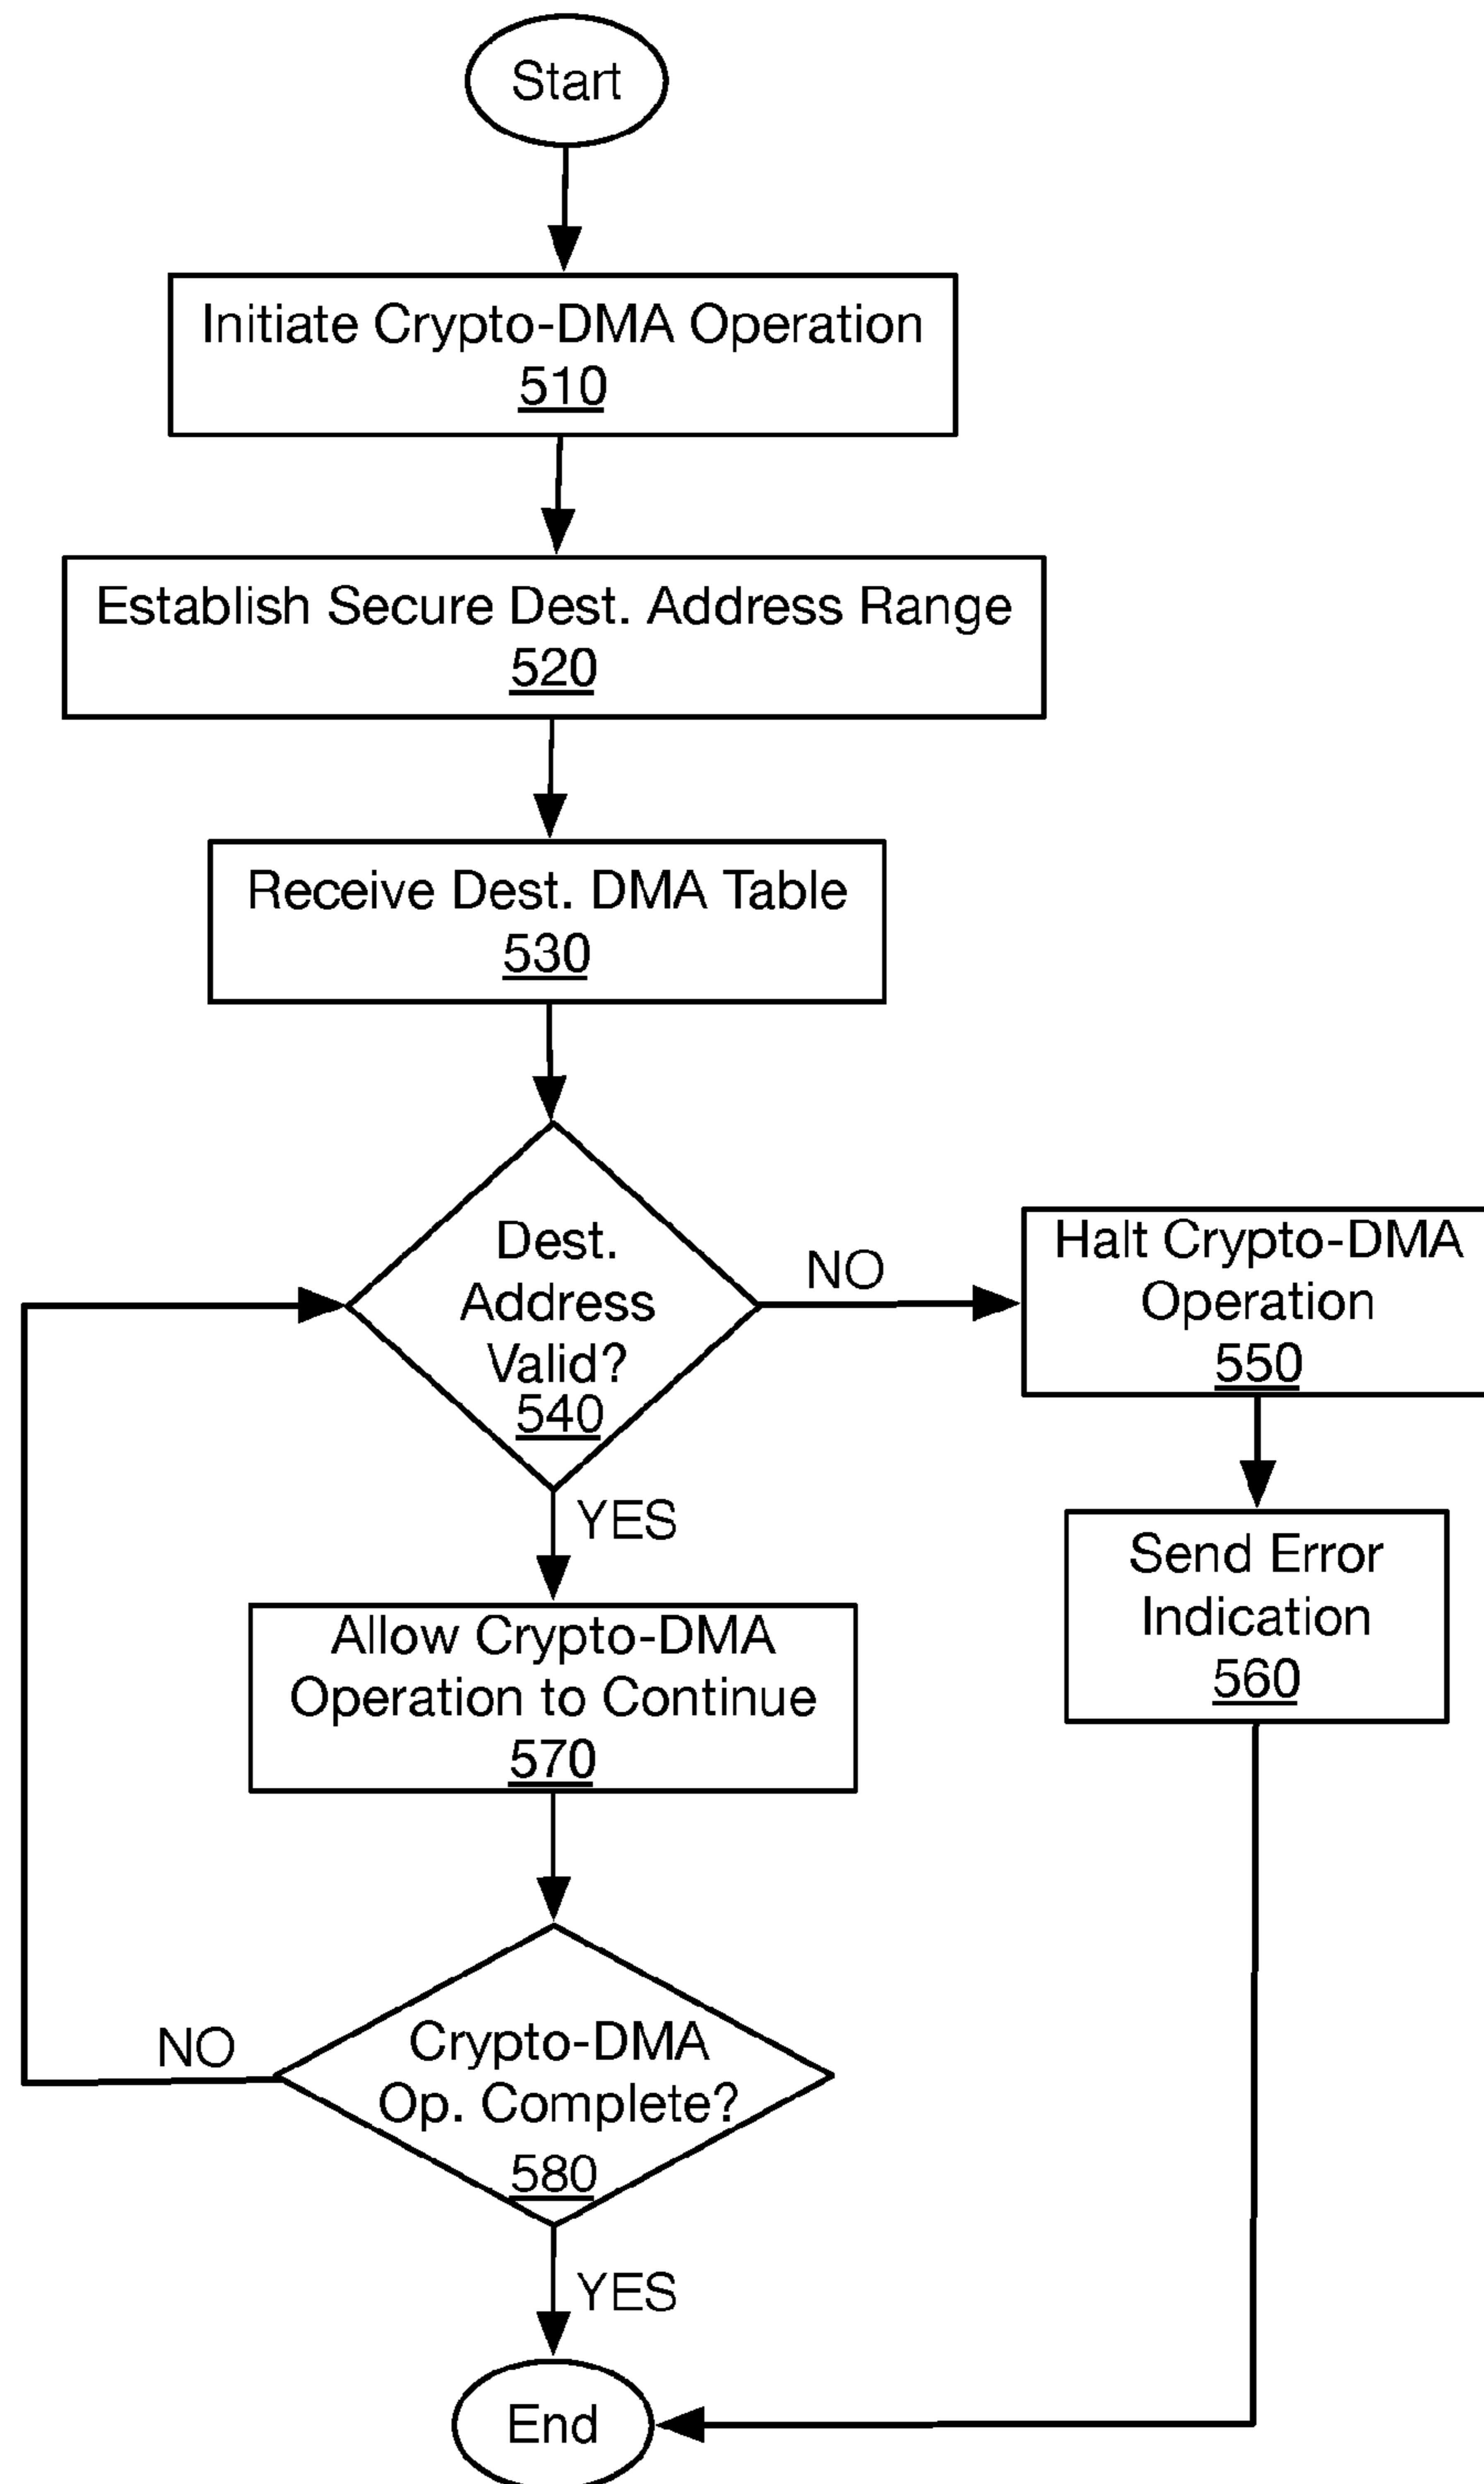 Start
Initiate Crypto-DMA Operation
510
Establish Secure Dest. Address Range
520
Receive Dest. DMA Table
530
Dest.
Address
Valid?
540
NO
Halt Crypto-DMA
Operation
550
YES
Send Error
Indication
560
Allow Crypto-DMA
Operation to Continue
570
NO
Crypto-DMA
Op. Complete?
580
YES
End